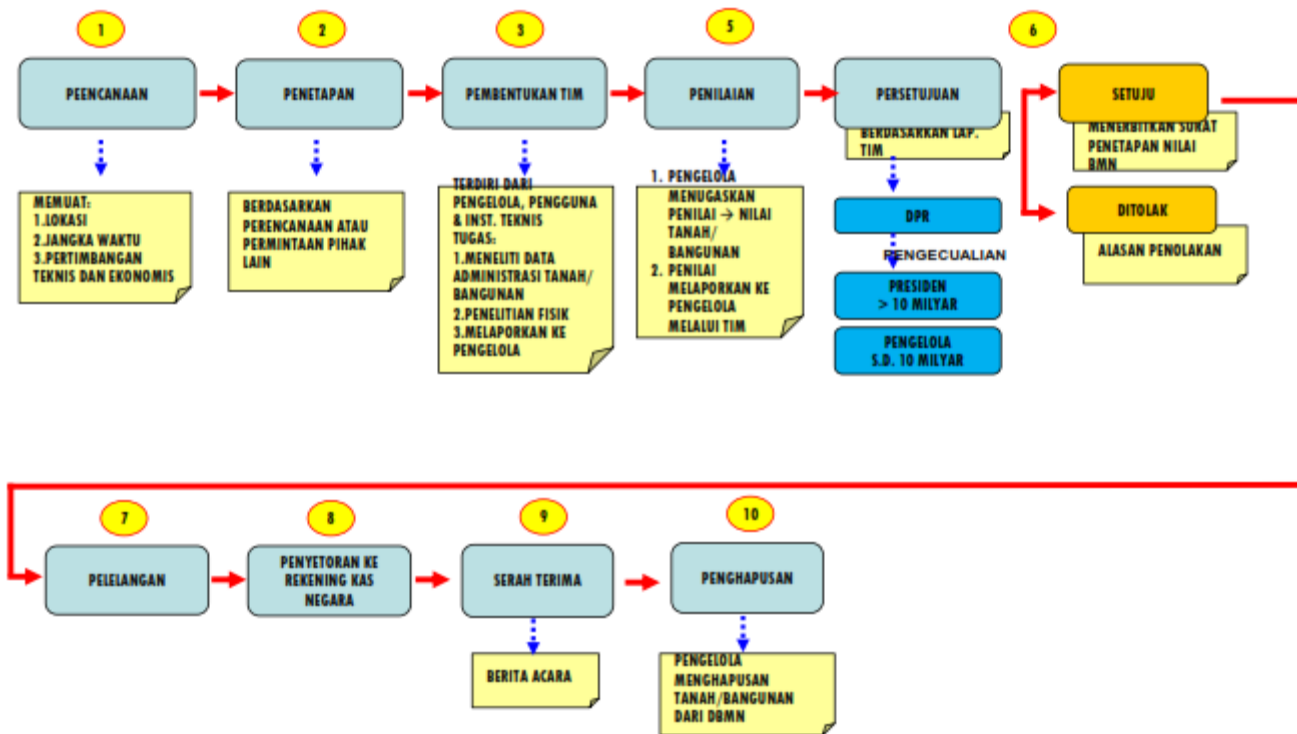 1
2
3
5
6
PEENCANAAN
PENETAPAN
PEMBENTUKAN TIM
PENILAIAN
PERSETUJUAN
SETUJU
MEMUAT:
1.LOKASI
2.JANGKA WAKTU
3.PERTIMBANGAN
TEKNIS DAN EKONOMIS
BERDASARKAN
PERENCANAAN ATAU
PERMINTAAN PIHAK
LAIN
TERDIRI DARI
PENGELOLA, PENGGUNA
& INST. TEKNIS
TUGAS:
1.MENELITI DATA
ADMINISTRASI TANAH/
BANGUNAN
2.PENELITIAN FISIK
3.MELAPORKAN KE
PENGELOLA
1. PENGELOLA
MENUGASKAN
PENILAI → NILAI
TANAH/
BANGUNAN
2. PENILAI
MELAPORKAN KE
PENGELOLA
MELALUI TIM
BERDASARKAN LAP.
TIM
DPR
PENGECUALIAN
PRESIDEN
> 10 MILYAR
PENGELOLA
S.D. 10 MILYAR
MENERBITKAN SURAT
PENETAPAN NILAI
BMN
DITOLAK
ALASAN PENOLAKAN
7
8
9
10
PELELANGAN
PENYETORAN KE
REKENING KAS
NEGARA
SERAH TERIMA
PENGHAPUSAN
BERITA ACARA
PENGELOLA
MENGHAPUSAN
TANAH/BANGUNAN
DARI DBMN